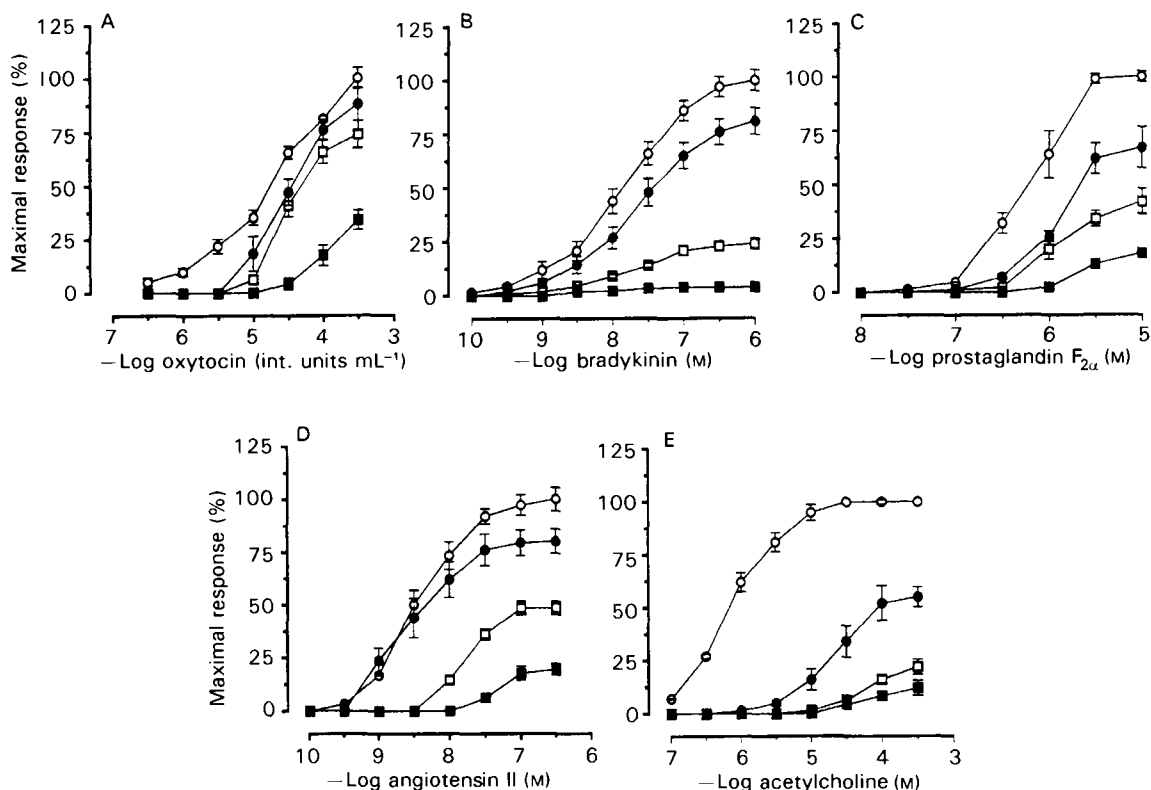 A
B
C
Maximal response (%)
125
100
75
50
25
0
7 6 5 4 3
—Log oxytocin (int. units mL⁻¹)
125
100
75
50
25
0
10 9 8 7 6
—Log bradykinin (M)
125
100
75
50
25
0
8 7 6 5
—Log prostaglandin F₂α (M)
D
E
Maximal response (%)
125
100
75
50
25
0
10 9 8 7 6
—Log angiotensin II (M)
125
100
75
50
25
0
7 6 5 4 3
—Log acetylcholine (M)